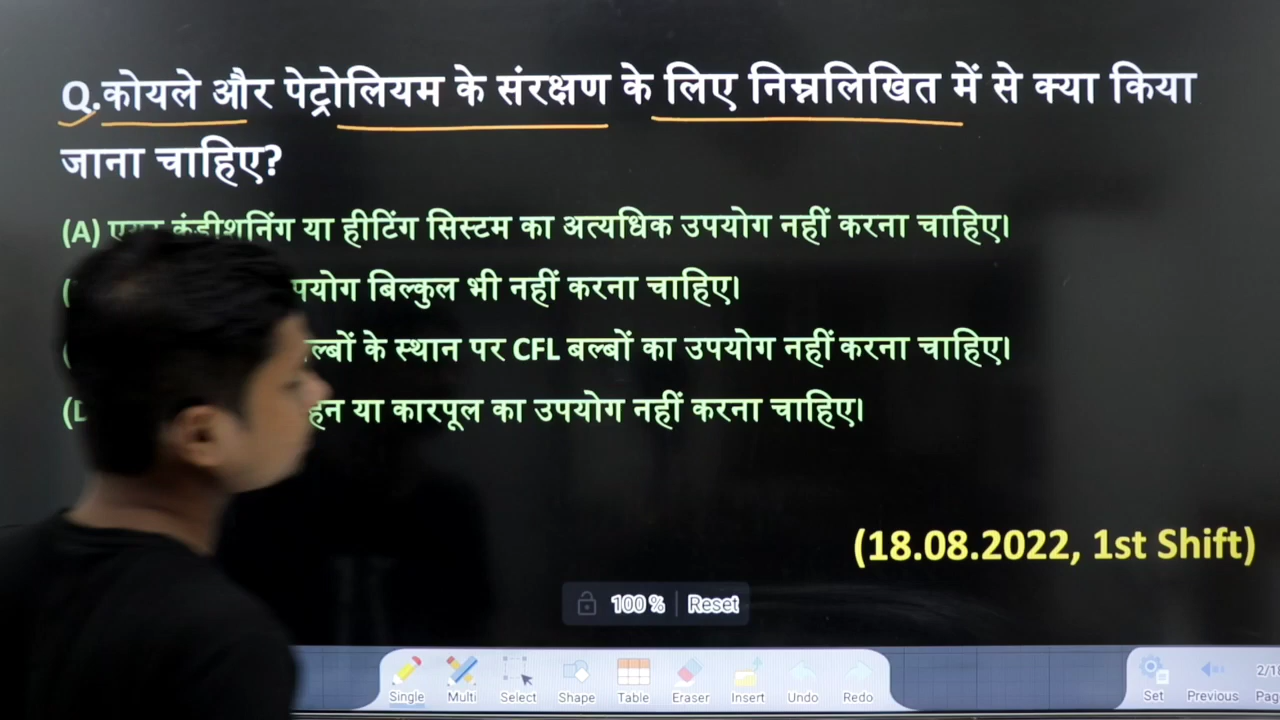 Q.कोयले और पेट्रोलियम के संरक्षण के लिए निम्नलिखित में से क्या किया
जाना चाहिए?
(A) एयर कंडीशनिंग या हीटिंग सिस्टम का अत्यधिक उपयोग नहीं करना चाहिए।
बिल्कुल भी नहीं करना चाहिए।
के स्थान पर CFL बल्बों का उपयोग नहीं करना चाहिए।
या कारपूल का उपयोग नहीं करना चाहिए।
(18.08.2022, 1st Shift)
100 % Reset
Single Multi Select Shape Table Eraser Insert Undo Redo Set Previous